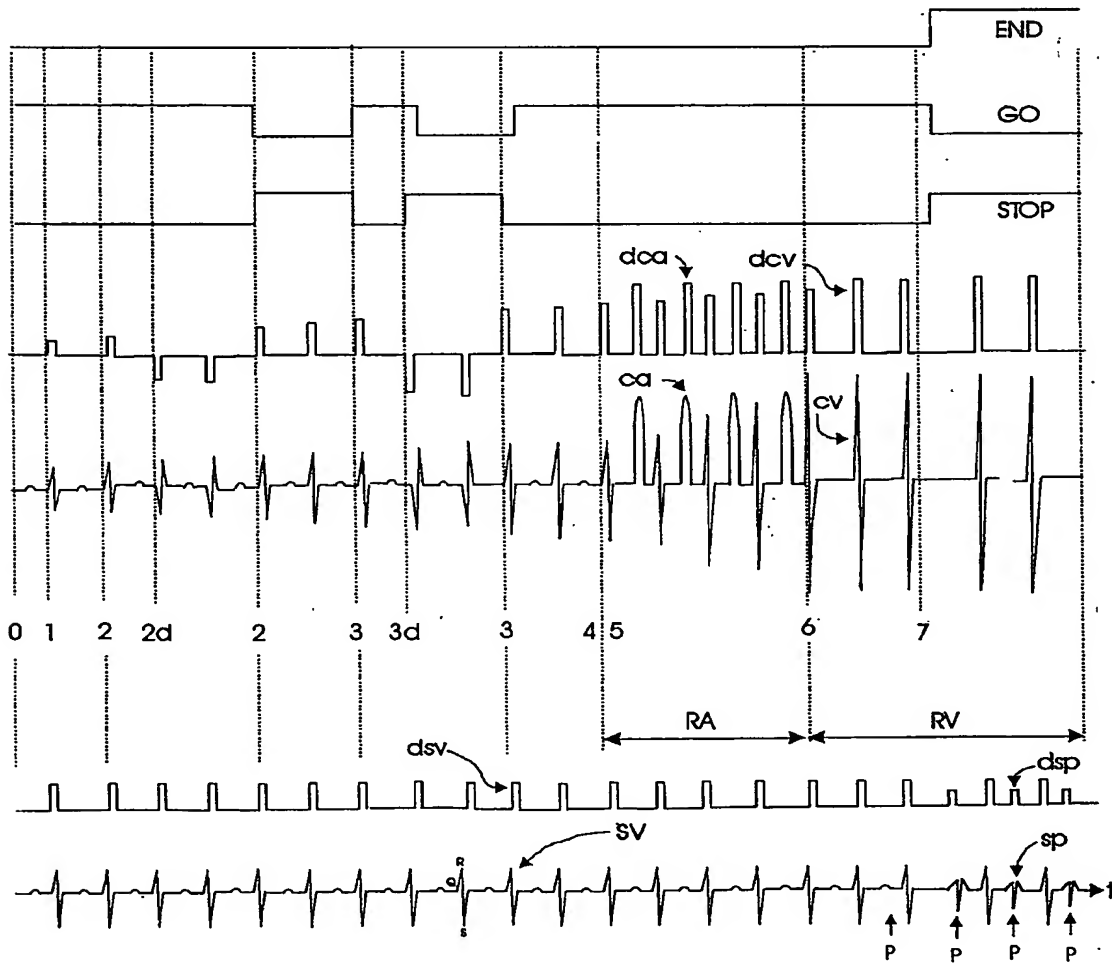 END
GO
STOP
dca dcv
ca cv
0 1 2 2d 2 3 3d 3 4 5 6 7
RA RV
dsv dsp
SV sp
R
Q
S
t
P P P P